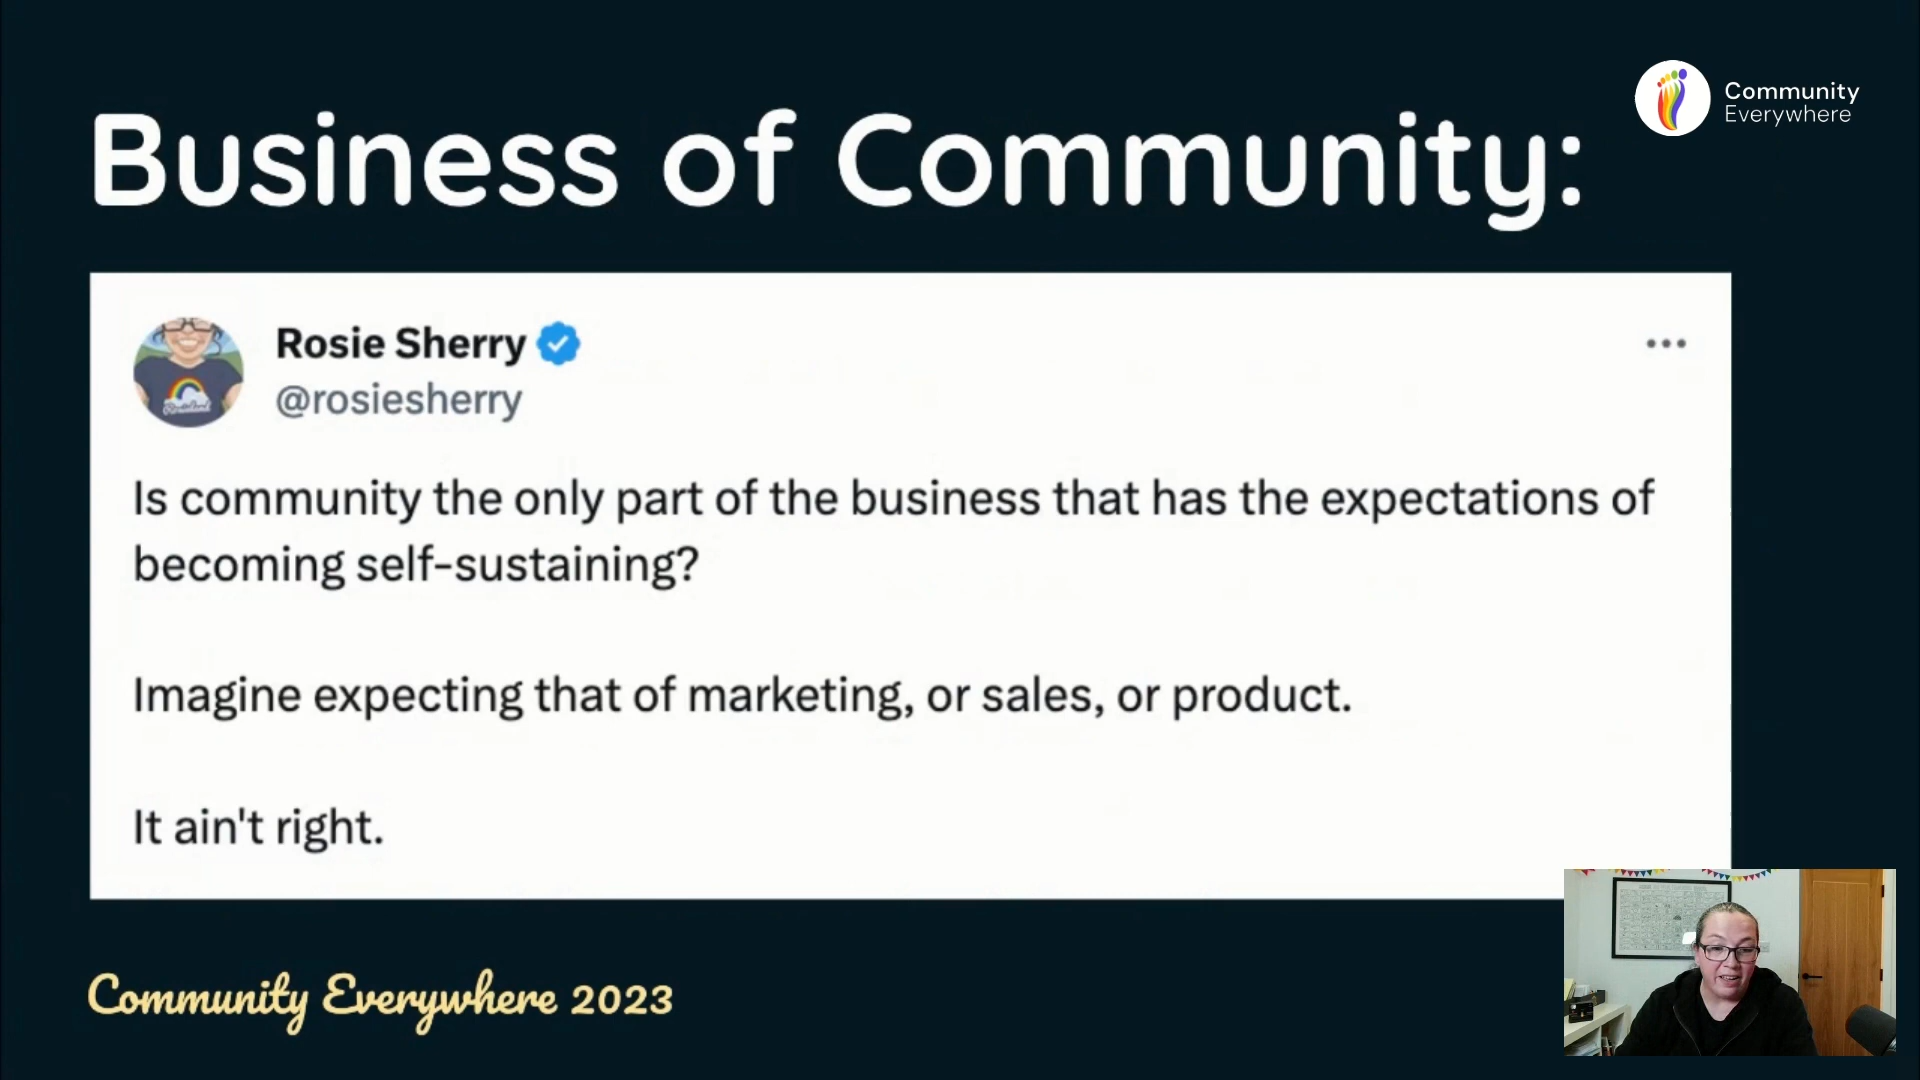 Business of Community:
Community
Everywhere
Rosie Sherry
@rosiesherry
Is community the only part of the business that has the expectations of
becoming self-sustaining?
Imagine expecting that of marketing, or sales, or product.
It ain't right.
Community Everywhere 2023